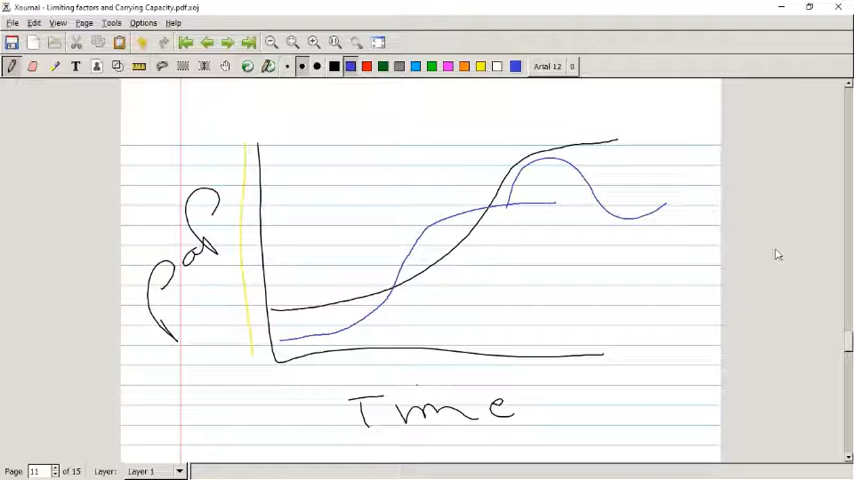 Xournal - Limiting factors and Carrying Capacity.pdf.xoj
File Edit View Page Tools Options Help
Arial 12 0
Time
Page 11 of 15 Layer: Layer 1